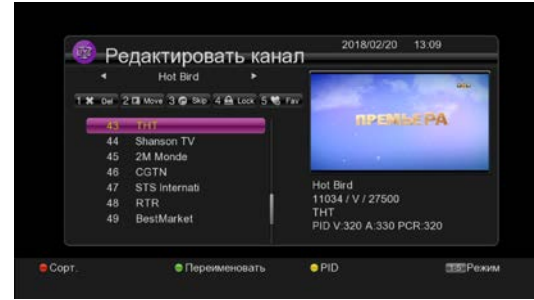 Редактировать канал
2018/02/20 13:09
Hot Bird
1 Del 2 Move 3 Skip 4 Lock 5 Fav
43 ТНТ
44 Shanson TV
45 2M Monde
46 CGTN
47 STS Internati
48 RTR
49 BestMarket
ПРЕМЬЕРА
Hot Bird
11034 / V / 27500
ТНТ
PID V:320 A:330 PCR:320
Сорт.
Переименовать
PID
Режим